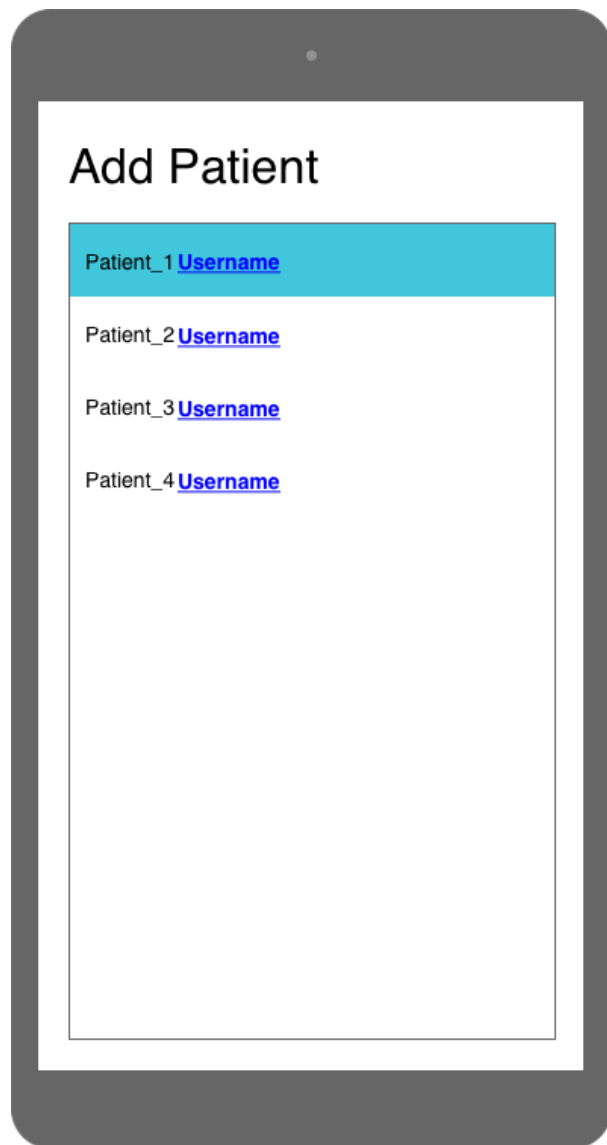 Add Patient
Patient_1 Username
Patient_2 Username
Patient_3 Username
Patient_4 Username